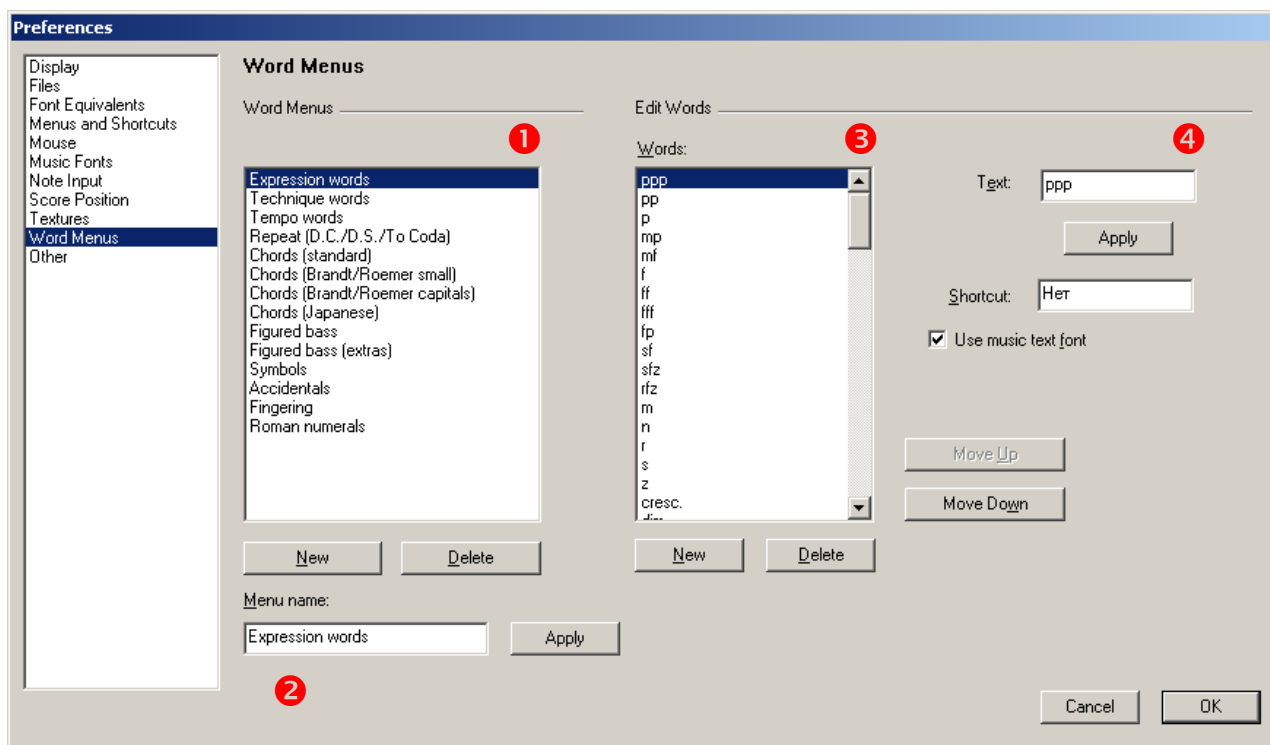 Preferences
Display
Files
Font Equivalents
Menus and Shortcuts
Mouse
Music Fonts
Note Input
Score Position
Textures
Word Menus
Other
Word Menus
Word Menus
1
Expression words
Technique words
Tempo words
Repeat (D.C./D.S./To Coda)
Chords (standard)
Chords (Brandt/Roemer small)
Chords (Brandt/Roemer capitals)
Chords (Japanese)
Figured bass
Figured bass (extras)
Symbols
Accidentals
Fingering
Roman numerals
New Delete
Menu name:
Expression words Apply
2
Edit Words
3
Words:
ppp
pp
p
mp
mf
f
ff
fff
fp
sf
sfz
rfz
m
n
r
s
z
cresc.
dim.
New Delete
4
Text: ppp
Apply
Shortcut: Нет
Use music text font
Move Up
Move Down
Cancel OK